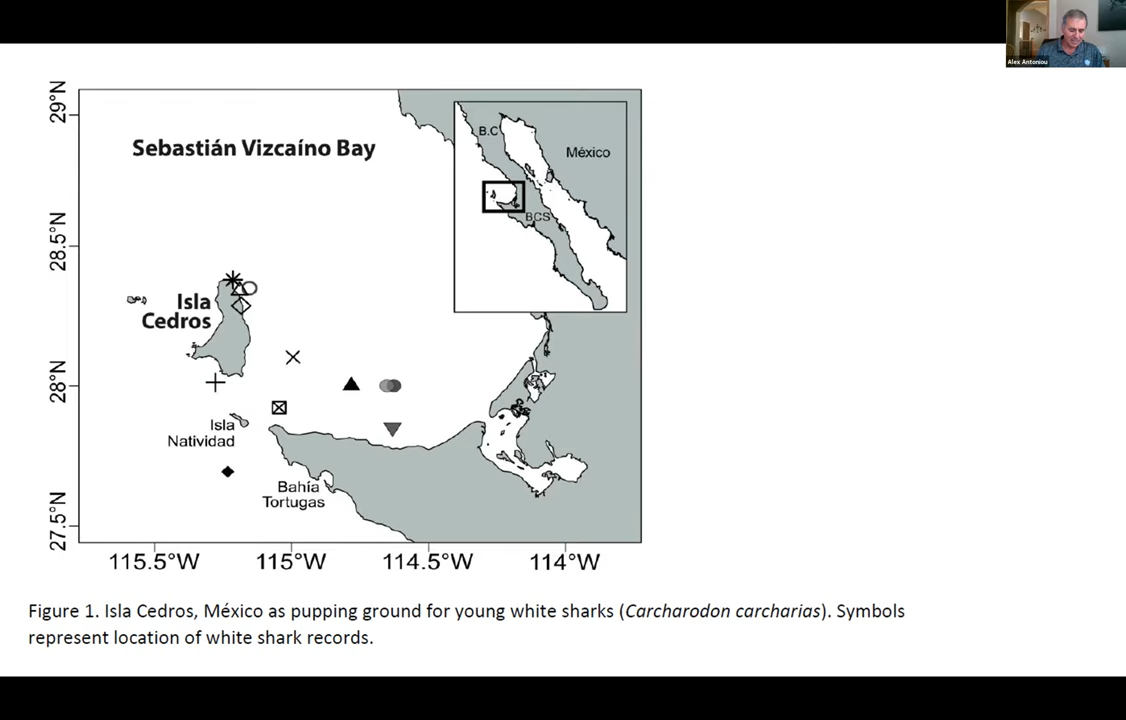 Alex Antoniou
29°N
28.5°N
28°N
27.5°N
Sebastián Vizcaíno Bay
B.C
México
BCS
Isla
Cedros
Isla
Natividad
Bahía
Tortugas
115.5°W
115°W
114.5°W
114°W
Figure 1. Isla Cedros, México as pupping ground for young white sharks (Carcharodon carcharias). Symbols
represent location of white shark records.